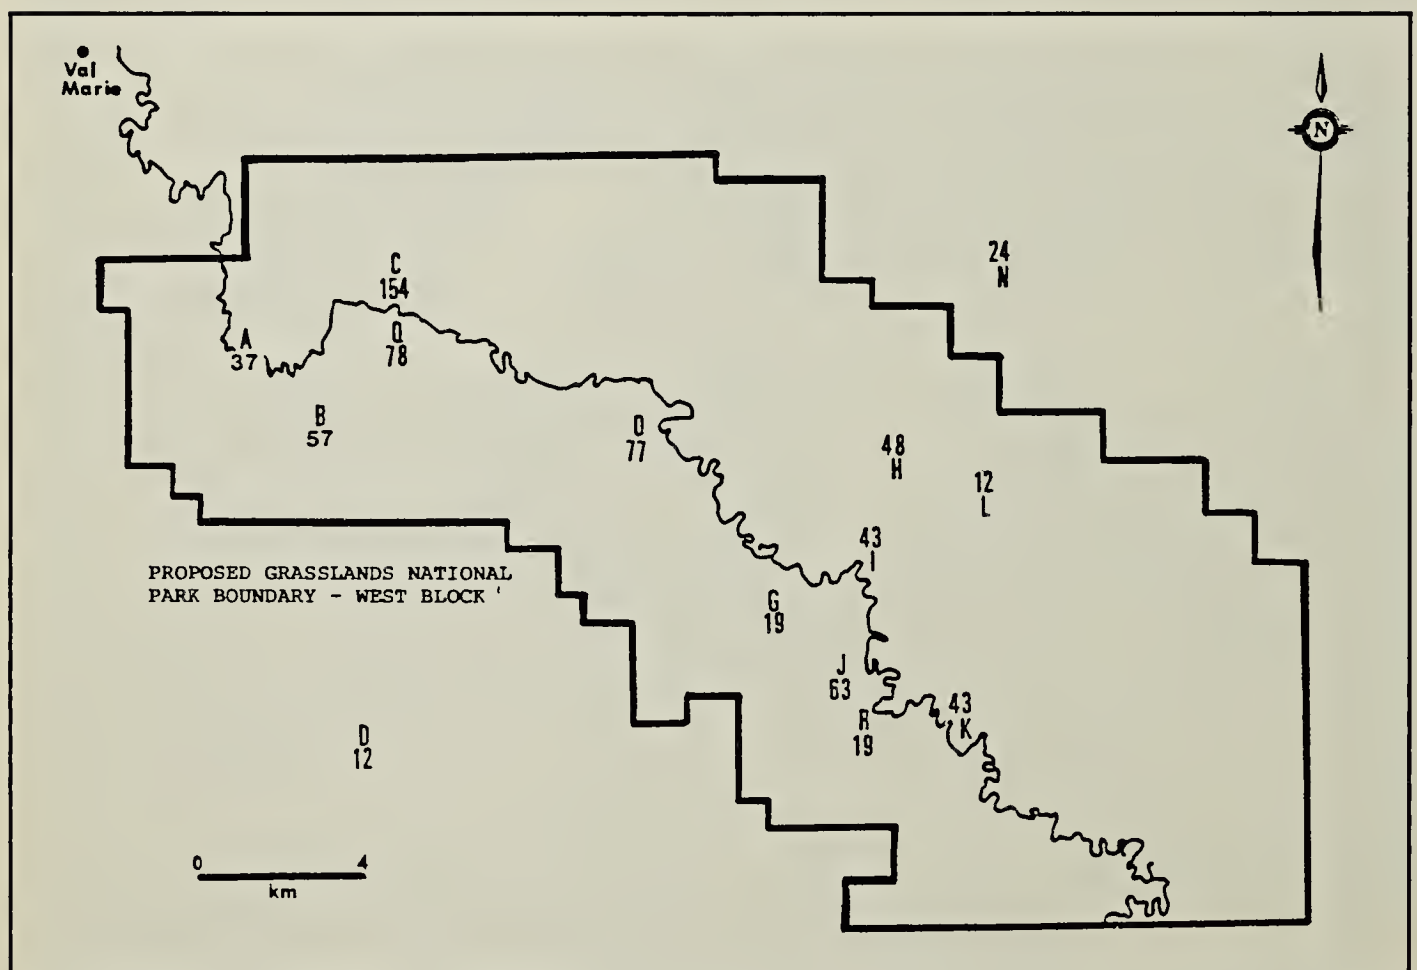 Val
Marie
N
24
N
C
154
Q
78
A
37
B
57
O
77
48
H
12
L
43
I
PROPOSED GRASSLANDS NATIONAL
PARK BOUNDARY - WEST BLOCK
G
19
J
63
43
K
R
19
D
12
0 4
km